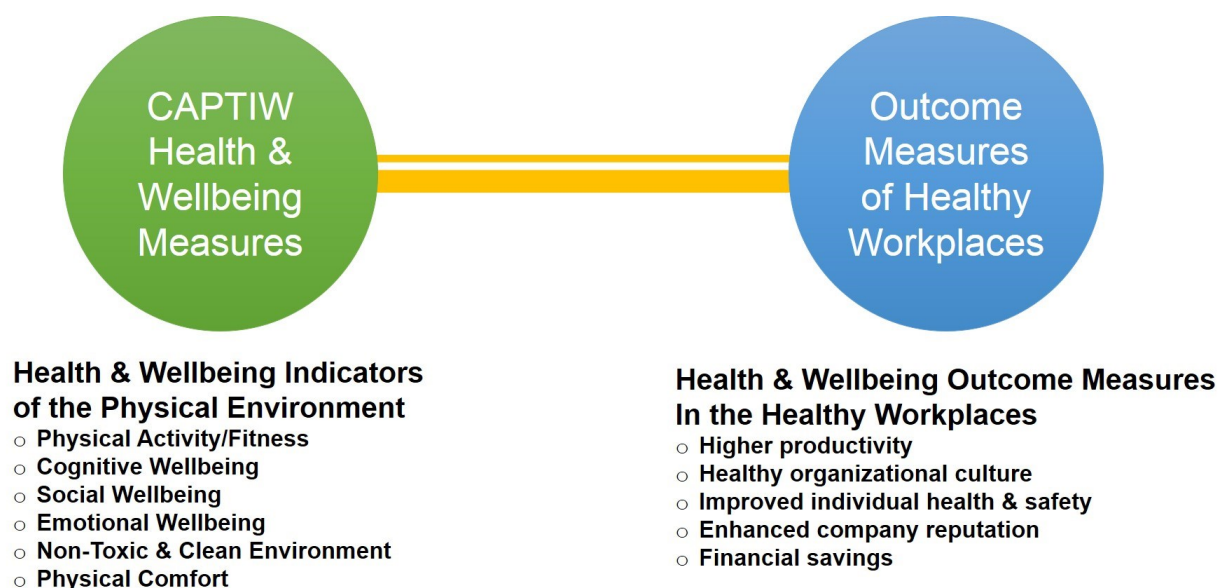 CAPTIW
Health &
Wellbeing
Measures
Outcome
Measures
of Healthy
Workplaces
Health & Wellbeing Indicators
of the Physical Environment
○ Physical Activity/Fitness
○ Cognitive Wellbeing
○ Social Wellbeing
○ Emotional Wellbeing
○ Non-Toxic & Clean Environment
○ Physical Comfort
Health & Wellbeing Outcome Measures
In the Healthy Workplaces
○ Higher productivity
○ Healthy organizational culture
○ Improved individual health & safety
○ Enhanced company reputation
○ Financial savings